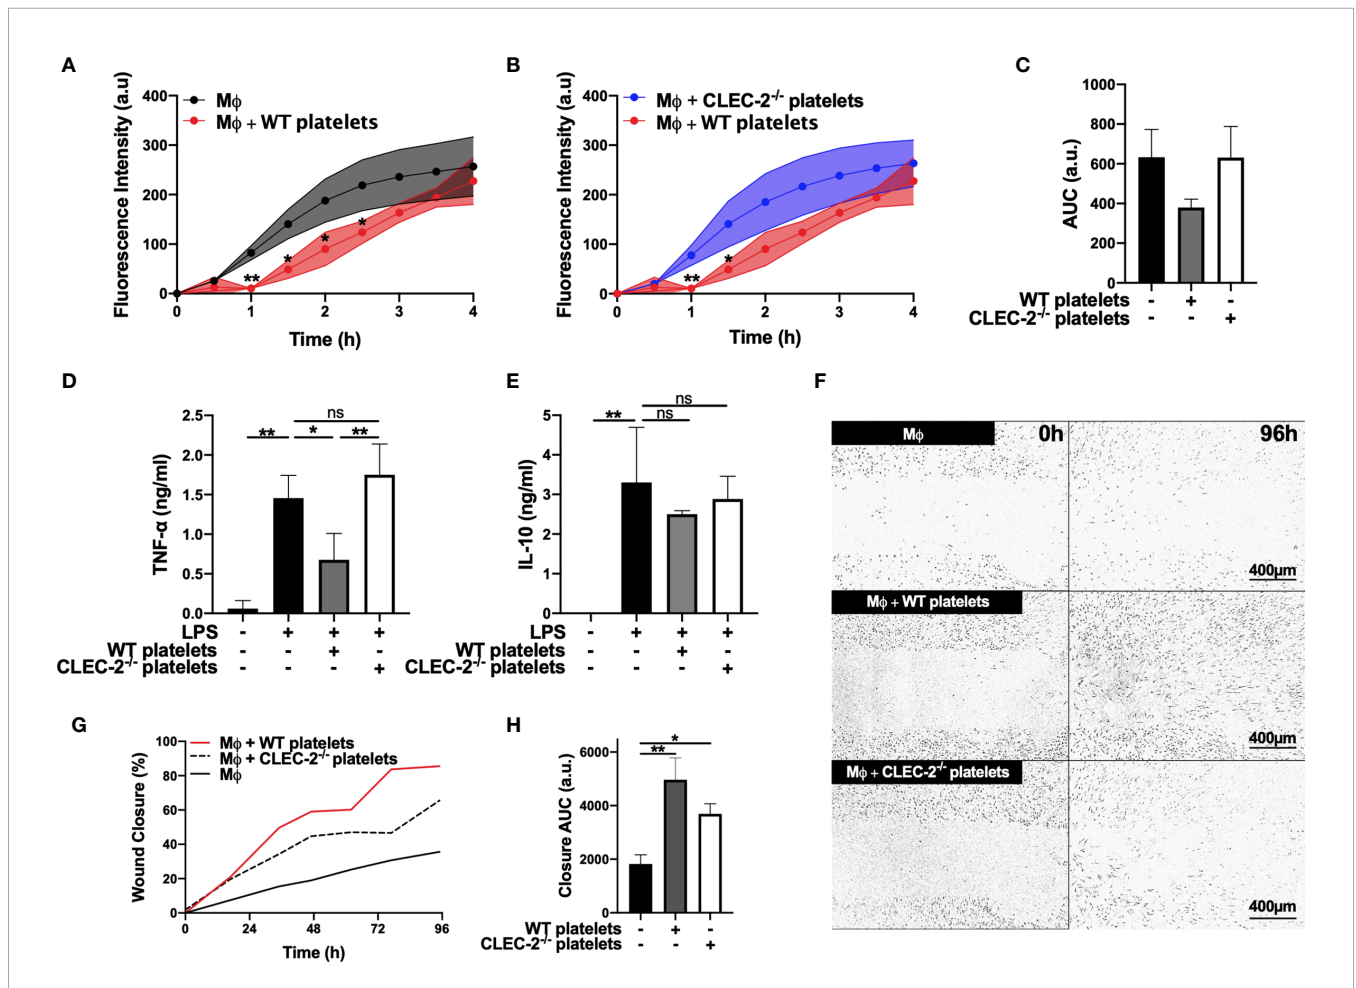 A
Fluorescence Intensity (a.u)
400
300
200
100
0
Mϕ
Mϕ + WT platelets
**
*
*
*
0 1 2 3 4
Time (h)
B
Fluorescence Intensity (a.u)
400
300
200
100
0
Mϕ + CLEC-2-/- platelets
Mϕ + WT platelets
**
*
0 1 2 3 4
Time (h)
C
AUC (a.u.)
1000
800
600
400
200
0
WT platelets - + -
CLEC-2-/- platelets - - +
D
TNF-α (ng/ml)
2.5
2.0
1.5
1.0
0.5
0.0
ns
** * **
LPS - + + +
WT platelets - - + -
CLEC-2-/- platelets - - - +
E
IL-10 (ng/ml)
5
4
3
2
1
0
ns
** ns
LPS - + + +
WT platelets - - + -
CLEC-2-/- platelets - - - +
F
Mϕ 0h 96h
400μm
Mϕ + WT platelets
400μm
Mϕ + CLEC-2-/- platelets
400μm
G
Wound Closure (%)
100
80
60
40
20
0
Mϕ + WT platelets
Mϕ + CLEC-2-/- platelets
Mϕ
0 24 48 72 96
Time (h)
H
Closure AUC (a.u.)
6000
4000
2000
0
*
**
WT platelets - + -
CLEC-2-/- platelets - - +